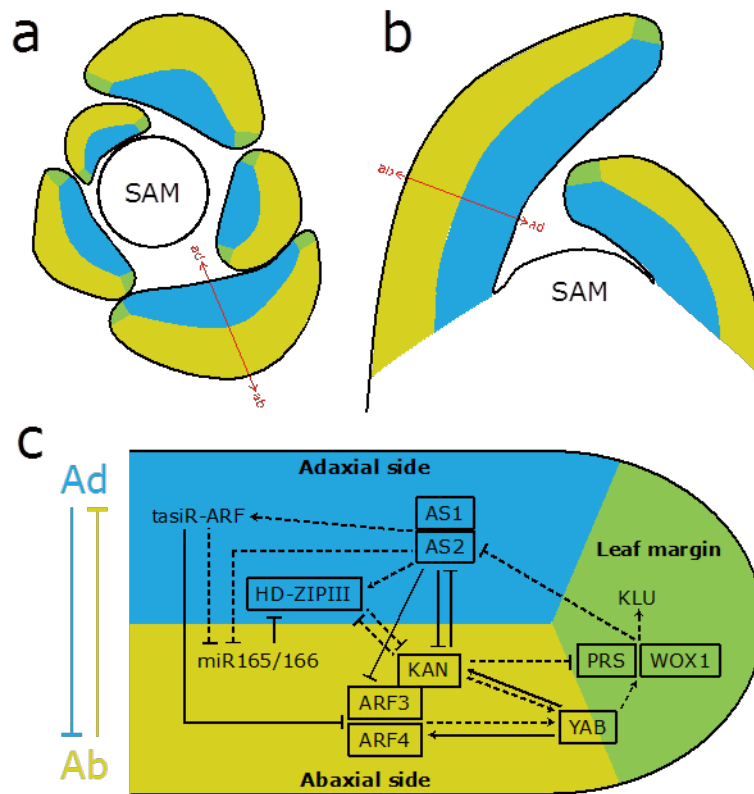 a
b
SAM
ad
ab
ab
ad
SAM
c
Ad
Ab
Adaxial side
tasiR-ARF
AS1
AS2
Leaf margin
HD-ZIPIII
KLU
miR165/166
KAN
PRS
WOX1
ARF3
ARF4
YAB
Abaxial side